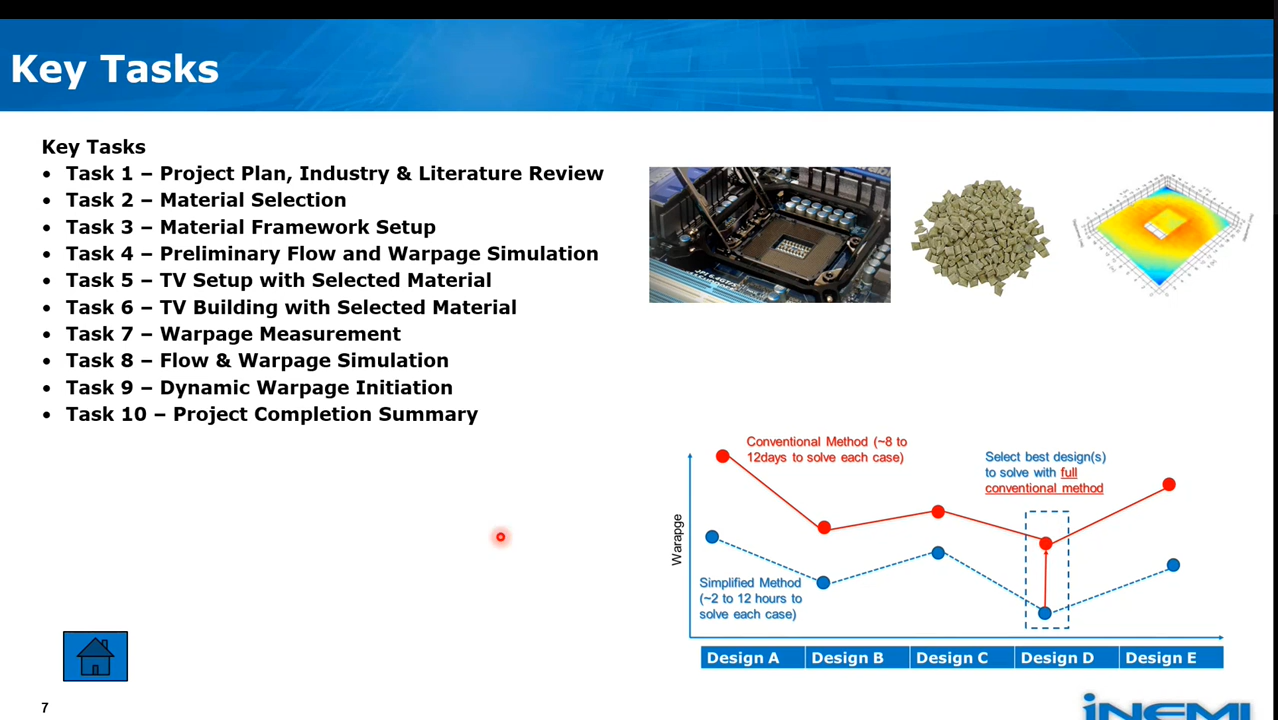 Key Tasks
Key Tasks
• Task 1 – Project Plan, Industry & Literature Review
• Task 2 – Material Selection
• Task 3 – Material Framework Setup
• Task 4 – Preliminary Flow and Warpage Simulation
• Task 5 – TV Setup with Selected Material
• Task 6 – TV Building with Selected Material
• Task 7 – Warpage Measurement
• Task 8 – Flow & Warpage Simulation
• Task 9 – Dynamic Warpage Initiation
• Task 10 – Project Completion Summary
Conventional Method (~8 to
12days to solve each case)
Select best design(s)
to solve with full
conventional method
Warapge
Simplified Method
(~2 to 12 hours to
solve each case)
Design A
Design B
Design C
Design D
Design E
7
iNEMI